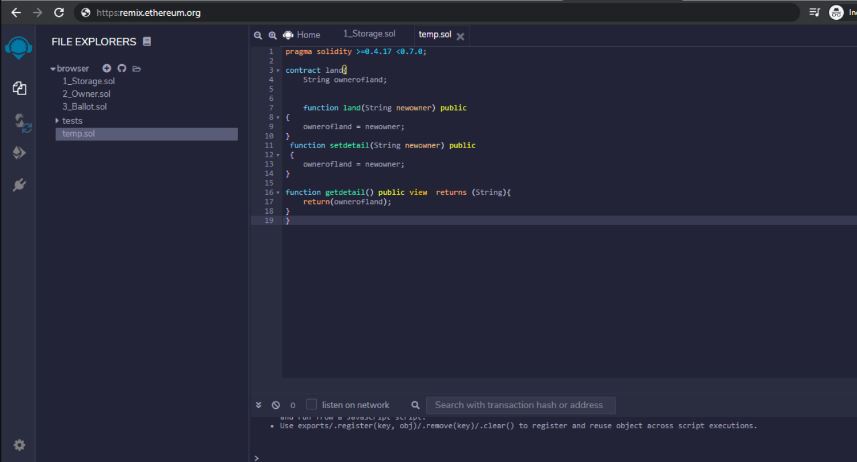 https:remix.ethereum.org
FILE EXPLORERS
browser
1_Storage.sol
2_Owner.sol
3_Ballot.sol
tests
temp.sol
Home 1_Storage.sol temp.sol
1 pragma solidity >=0.4.17 <0.7.0;
2
3 contract land{
4 String ownerofland;
5
6
7 function land(String newowner) public
8 {
9 ownerofland = newowner;
10 }
11 function setdetail(String newowner) public
12 {
13 ownerofland = newowner;
14 }
15
16 function getdetail() public view returns (String){
17 return(ownerofland);
18 }
19 }
0 listen on network Search with transaction hash or address
and run from a JavaScript script.
• Use exports/.register(key, obj)/.remove(key)/.clear() to register and reuse object across script executions.
>